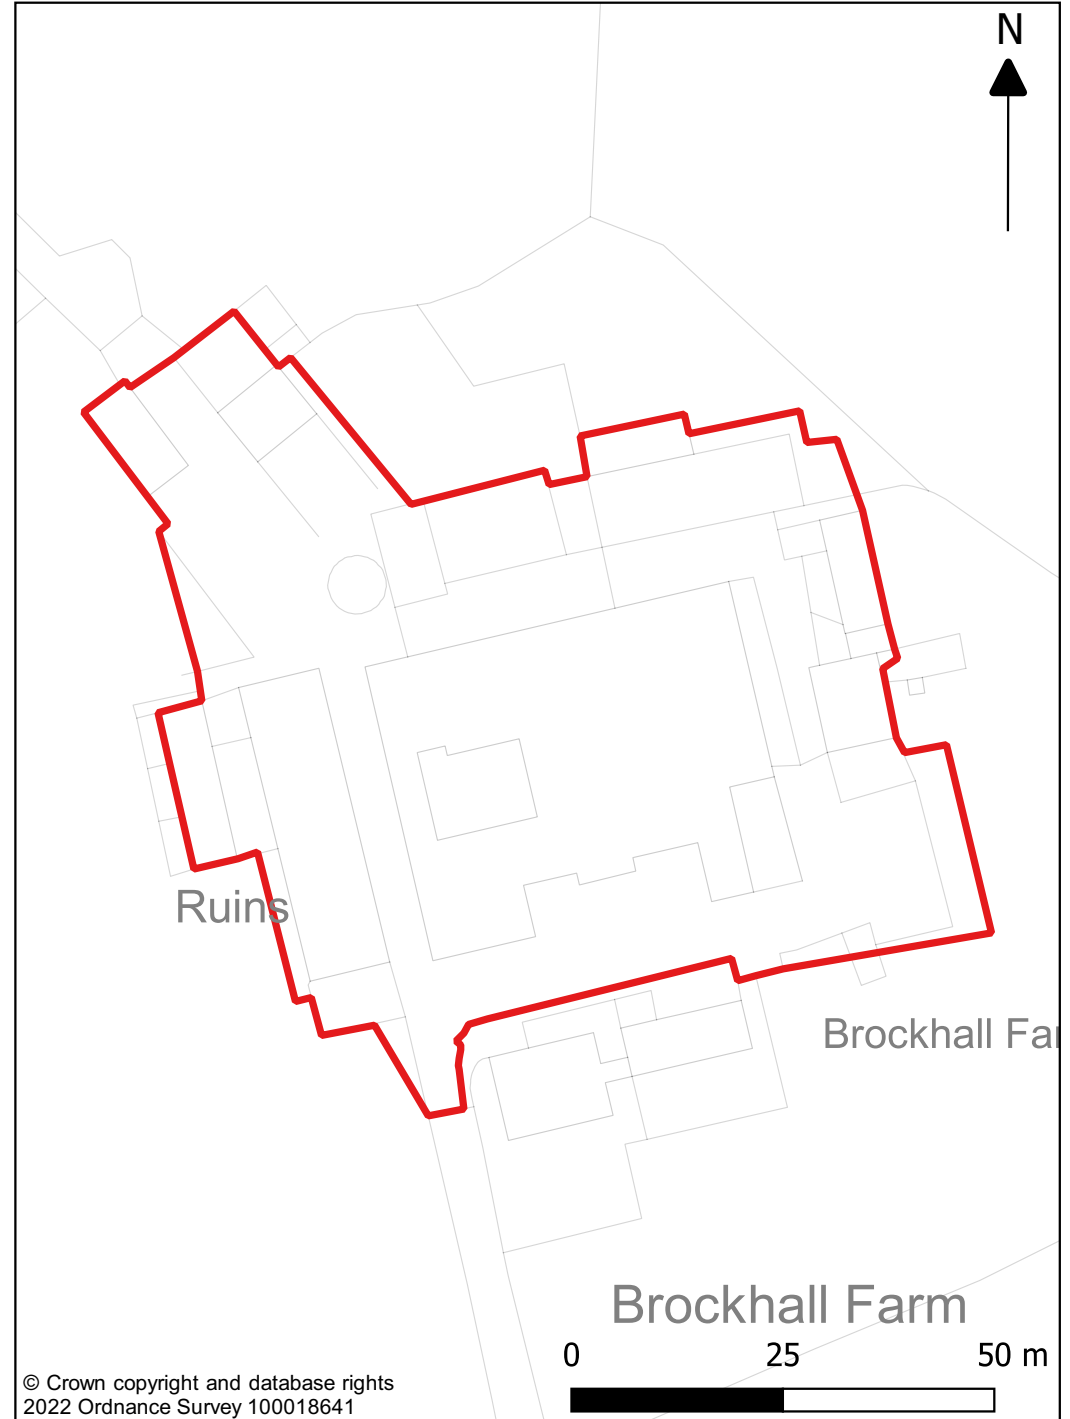 N
Ruins
Brockhall Far
Brockhall Farm
0 25 50 m
© Crown copyright and database rights
2022 Ordnance Survey 100018641